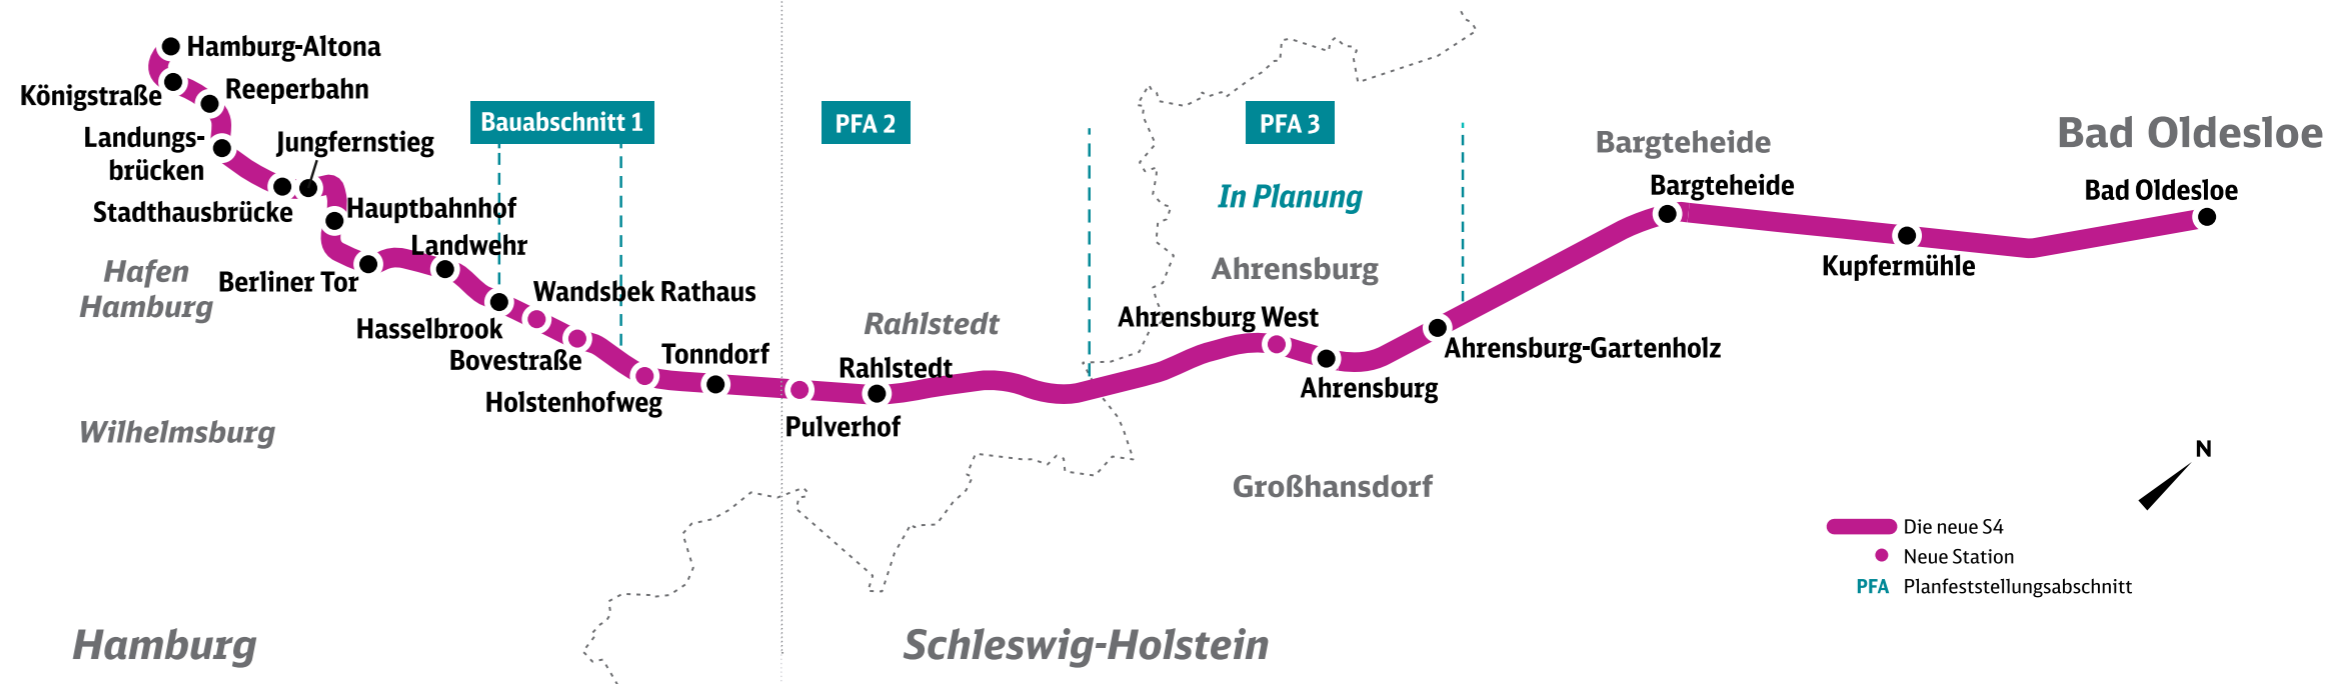 Hamburg-Altona
Königstraße
Reeperbahn
Landungs-
brücken
Jungfernstieg
Stadthausbrücke
Hauptbahnhof
Hafen
Hamburg
Berliner Tor
Landwehr
Bauabschnitt 1
Hasselbrook
Wandsbek Rathaus
Bovestraße
Holstenhofweg
Tonndorf
Wilhelmsburg
PFA 2
Rahlstedt
Rahlstedt
Pulverhof
PFA 3
In Planung
Ahrensburg
Ahrensburg West
Ahrensburg
Ahrensburg-Gartenholz
Großhansdorf
Bargteheide
Bargteheide
Kupfermühle
Bad Oldesloe
Bad Oldesloe
N
Die neue S4
Neue Station
PFA Planfeststellungsabschnitt
Hamburg
Schleswig-Holstein